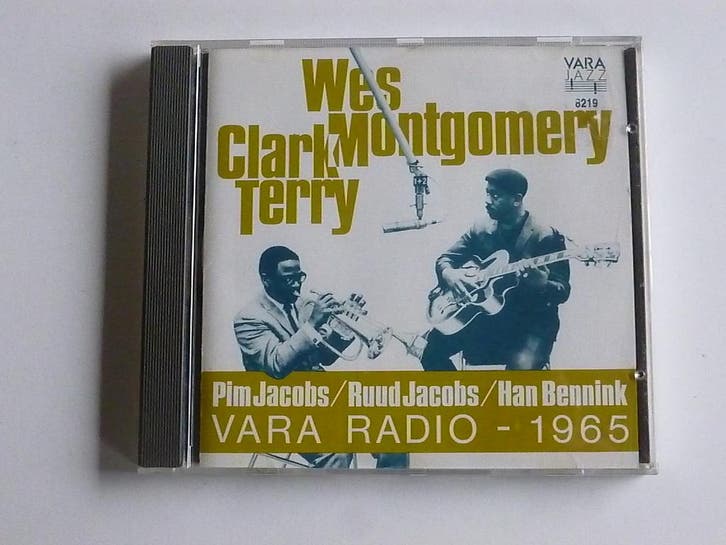 Wes
Montgomery
Clark
Terry
VARA
JAZZ
8219
Pim Jacobs/Ruud Jacobs/Han Bennink
VARA RADIO - 1965